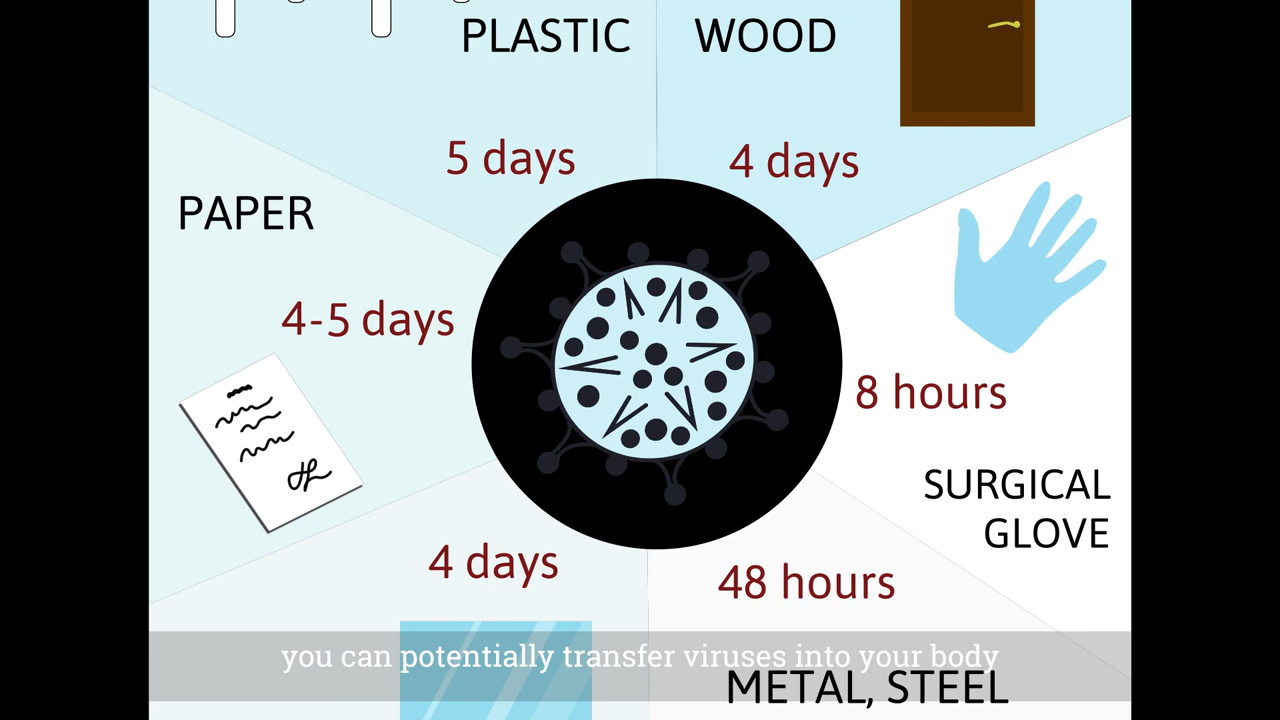 PLASTIC
WOOD
5 days
4 days
PAPER
4-5 days
8 hours
SURGICAL
GLOVE
4 days
48 hours
you can potentially transfer viruses into your body
METAL, STEEL